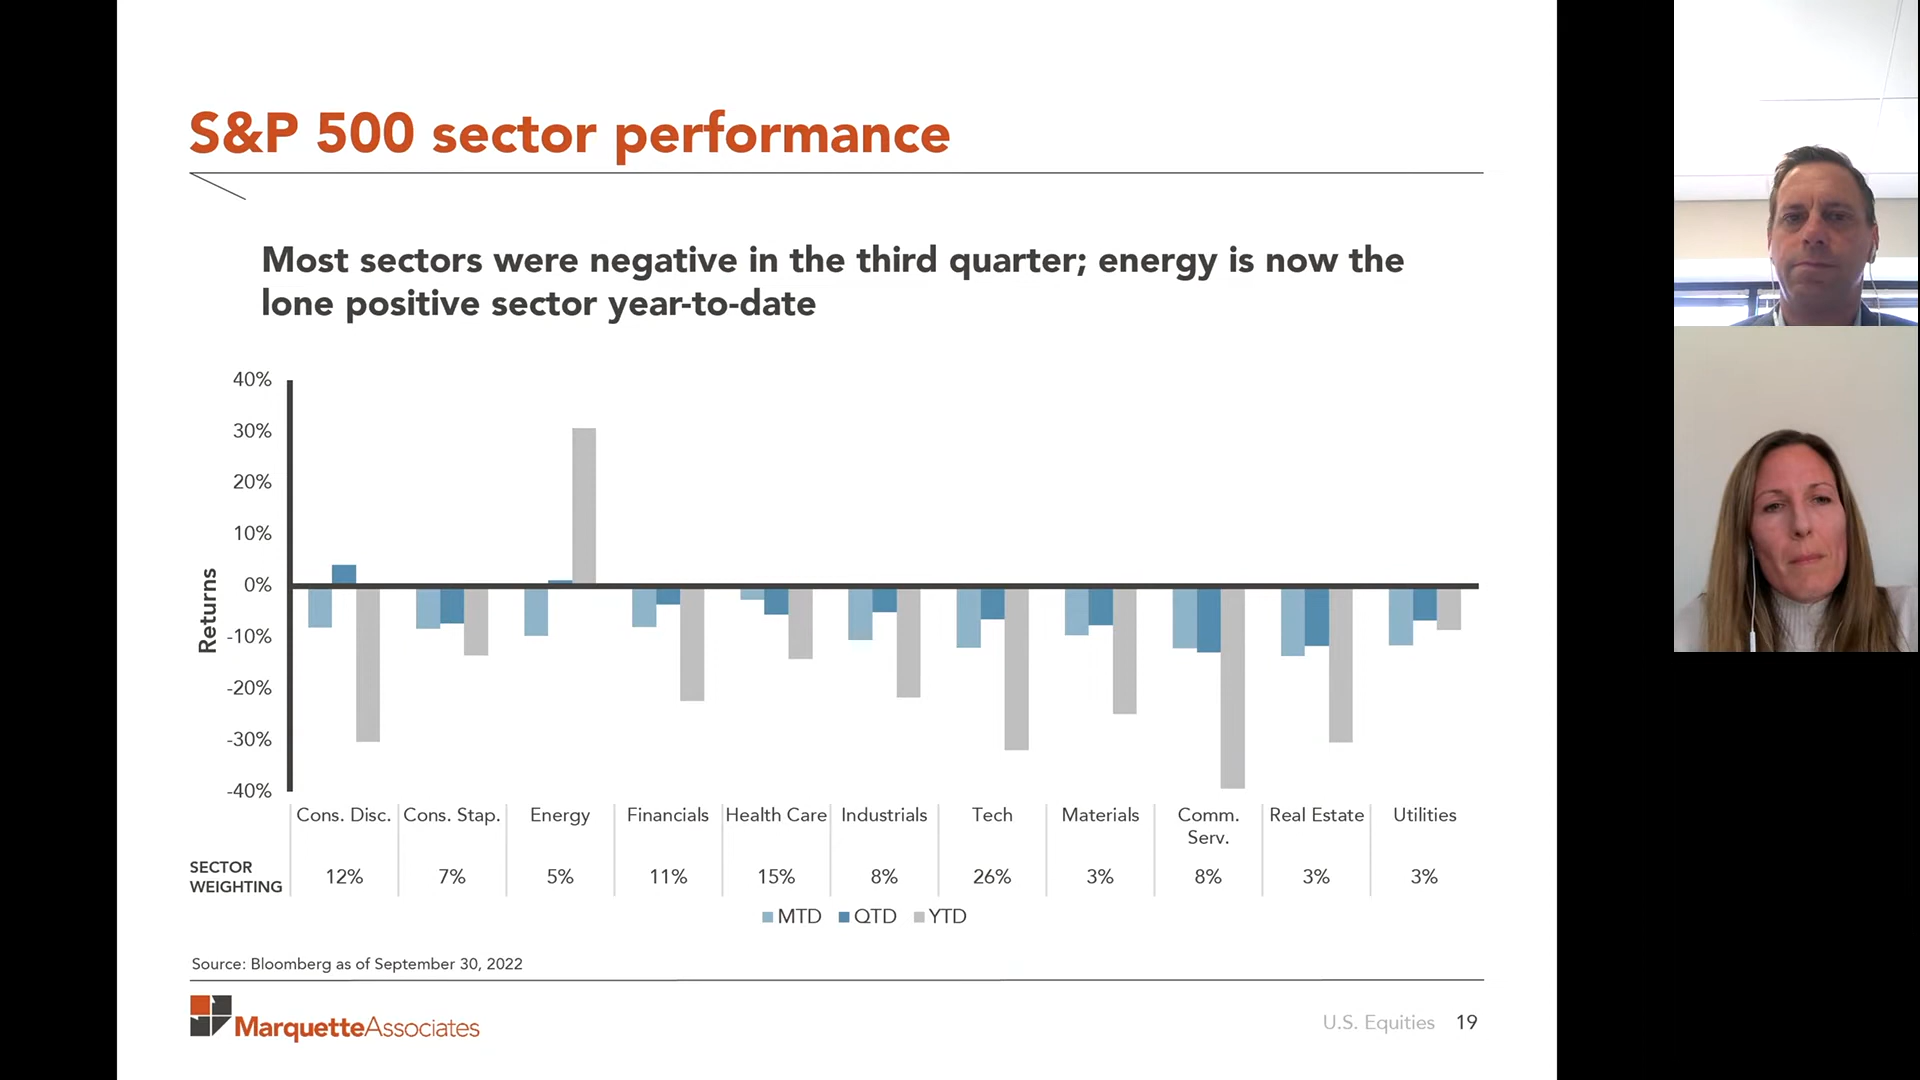 S&P 500 sector performance
Most sectors were negative in the third quarter; energy is now the
lone positive sector year-to-date
40%
30%
20%
10%
0%
-10%
-20%
-30%
-40%
Returns
Cons. Disc. Cons. Stap. Energy Financials Health Care Industrials Tech Materials Comm. Real Estate Utilities
Serv.
SECTOR
WEIGHTING 12% 7% 5% 11% 15% 8% 26% 3% 8% 3% 3%
MTD QTD YTD
Source: Bloomberg as of September 30, 2022
MarquetteAssociates
U.S. Equities 19